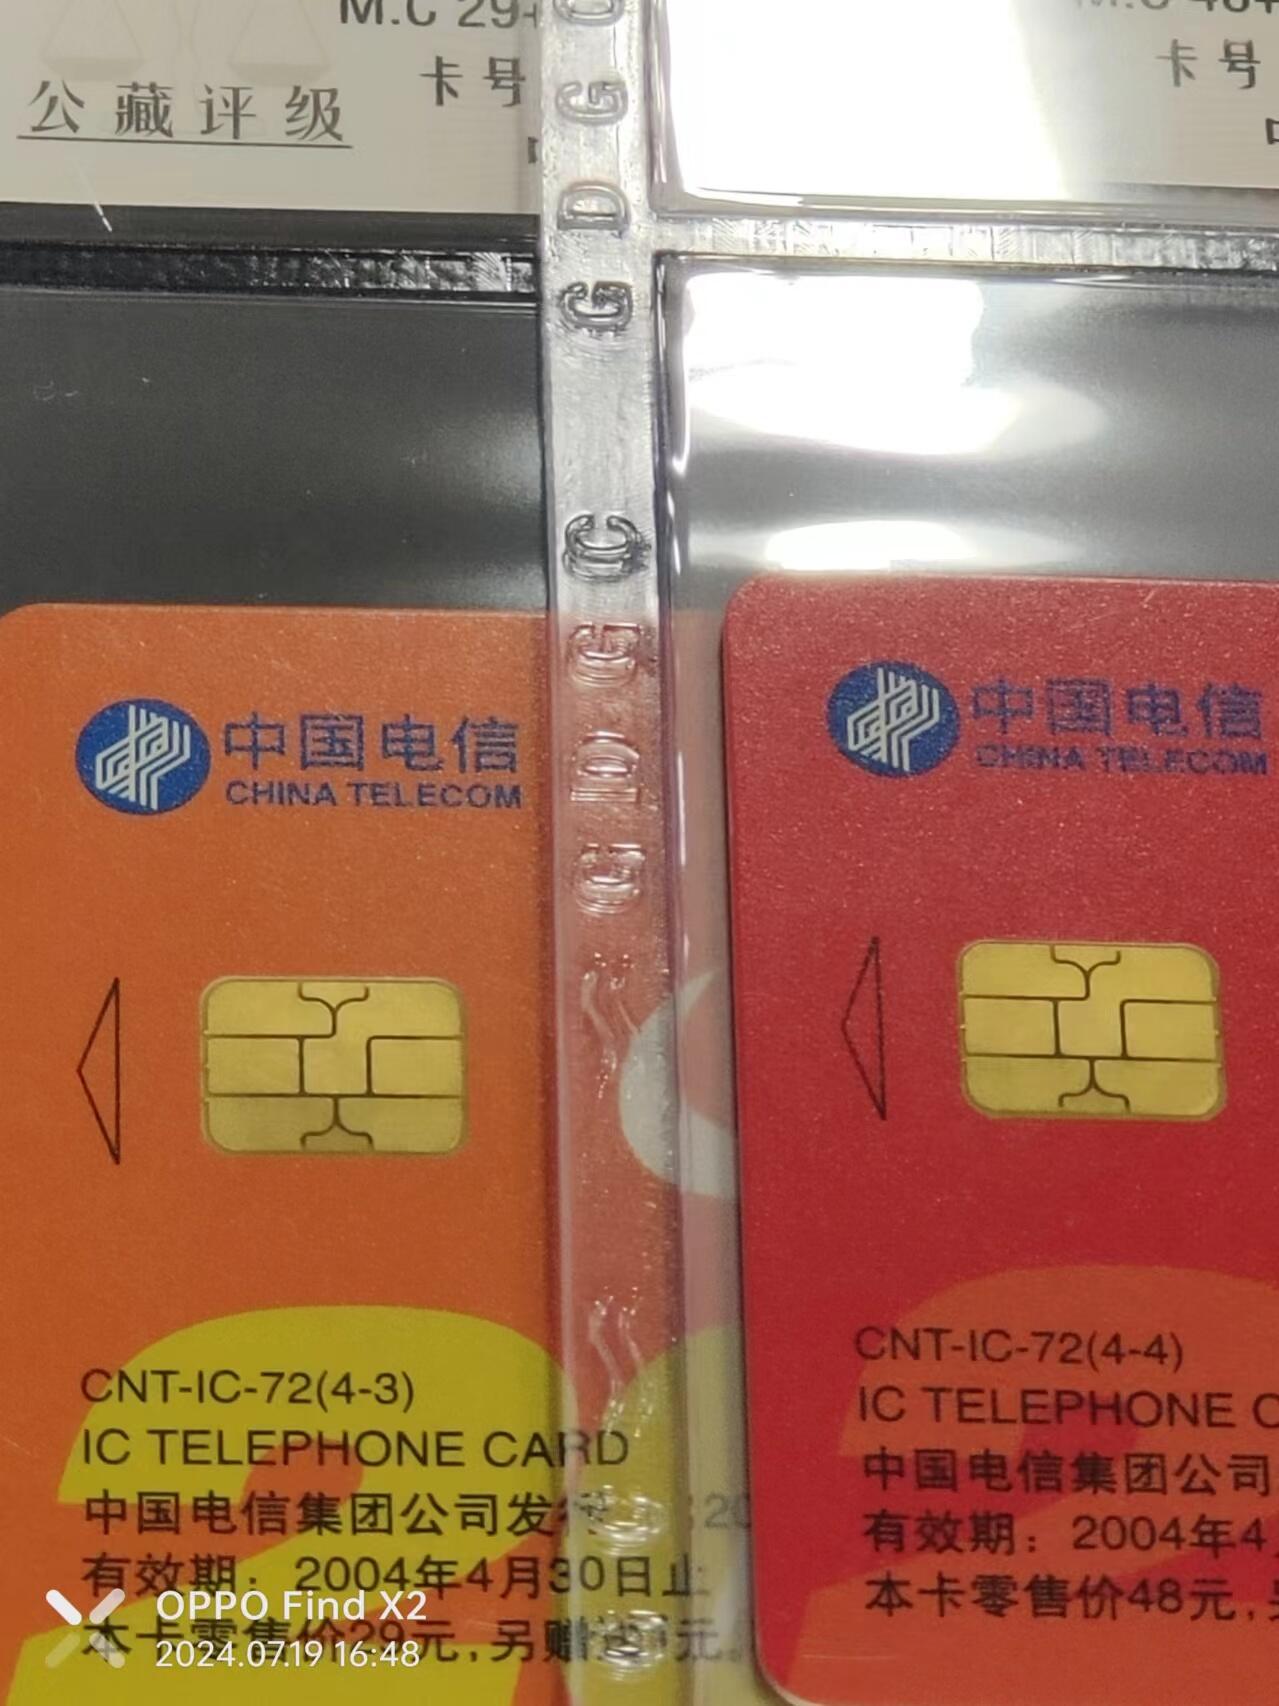 M.C 29+
公藏评级
卡号
卡号
G
G
D
G
C
G
D
G
中国电信
CHINA TELECOM
中国电信
CHINA TELECOM
CNT-IC-72(4-3)
IC TELEPHONE CARD
中国电信集团公司发
有效期：2004年4月30日止
本卡零售价29元,另赠
元
CNT-IC-72(4-4)
IC TELEPHONE C
中国电信集团公司
有效期：2004年4
本卡零售价48元,
OPPO Find X2
2024.07.19 16:48